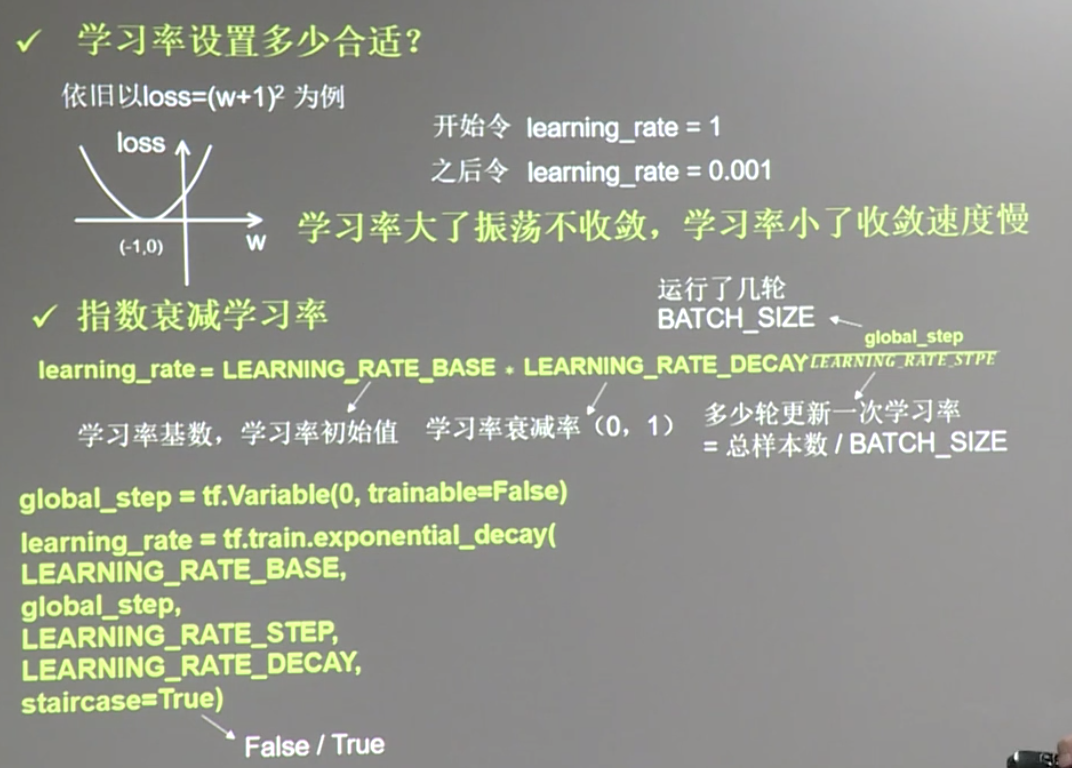 ✓ 学习率设置多少合适？
依旧以loss=(w+1)² 为例
loss
w
(-1,0)
开始令 learning_rate = 1
之后令 learning_rate = 0.001
学习率大了振荡不收敛，学习率小了收敛速度慢
✓ 指数衰减学习率
运行了几轮
BATCH_SIZE
global_step
learning_rate = LEARNING_RATE_BASE * LEARNING_RATE_DECAY LEARNING_RATE_STPE
学习率基数，学习率初始值
学习率衰减率（0，1）
多少轮更新一次学习率
= 总样本数 / BATCH_SIZE
global_step = tf.Variable(0, trainable=False)
learning_rate = tf.train.exponential_decay(
LEARNING_RATE_BASE,
global_step,
LEARNING_RATE_STEP,
LEARNING_RATE_DECAY,
staircase=True)
False / True